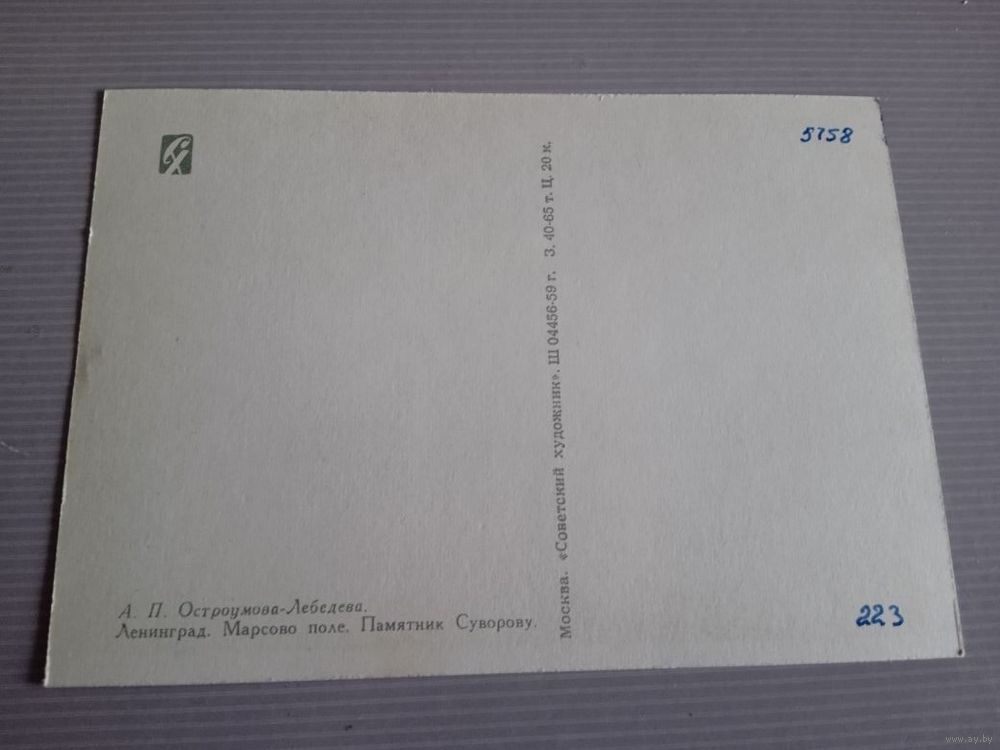 СХ
5758
Москва. «Советский художник». Ш 04456-59 г. З. 40-65 т. Ц. 20 к.
А. П. Остроумова-Лебедева.
Ленинград. Марсово поле. Памятник Суворову.
223
www.ay.by